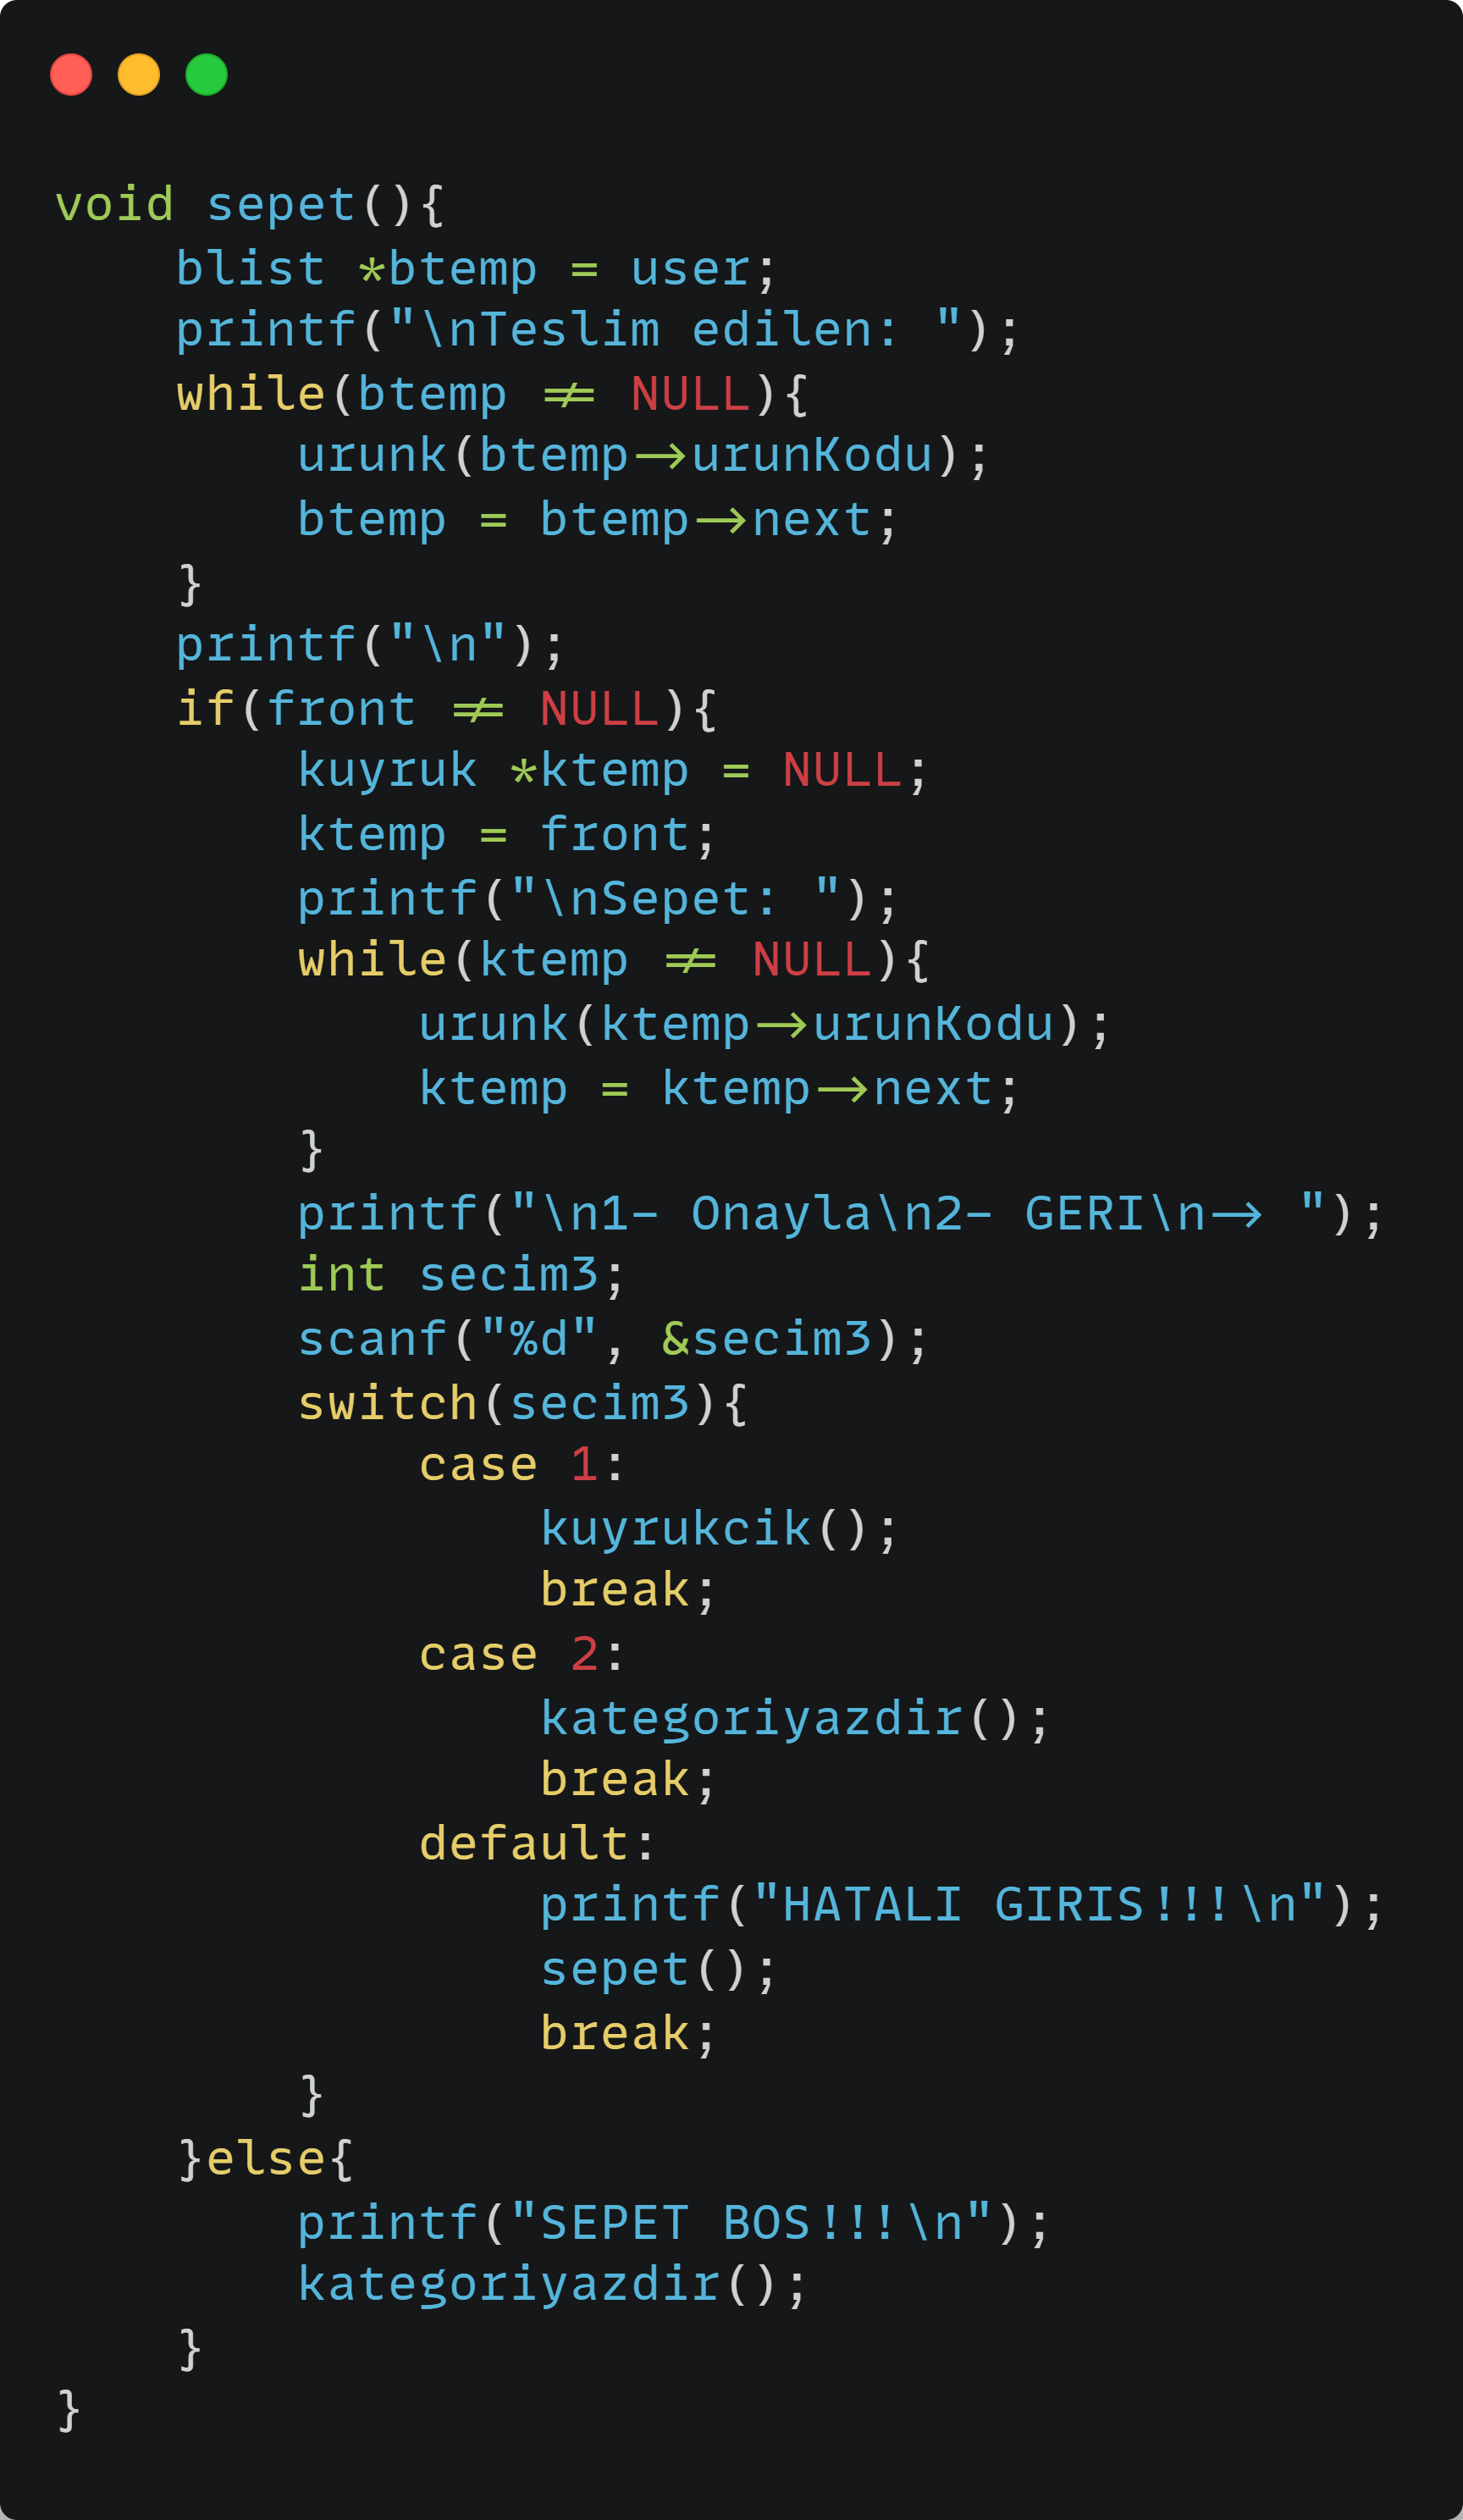 void sepet(){
    blist *btemp = user;
    printf("\nTeslim edilen: ");
    while(btemp != NULL){
        urunk(btemp->urunKodu);
        btemp = btemp->next;
    }
    printf("\n");
    if(front != NULL){
        kuyruk *ktemp = NULL;
        ktemp = front;
        printf("\nSepet: ");
        while(ktemp != NULL){
            urunk(ktemp->urunKodu);
            ktemp = ktemp->next;
        }
        printf("\n1- Onayla\n2- GERI\n-> ");
        int secim3;
        scanf("%d", &secim3);
        switch(secim3){
            case 1:
                kuyrukcik();
                break;
            case 2:
                kategoriyazdir();
                break;
            default:
                printf("HATALI GIRIS!!!\n");
                sepet();
                break;
        }
    }else{
        printf("SEPET BOS!!!\n");
        kategoriyazdir();
    }
}